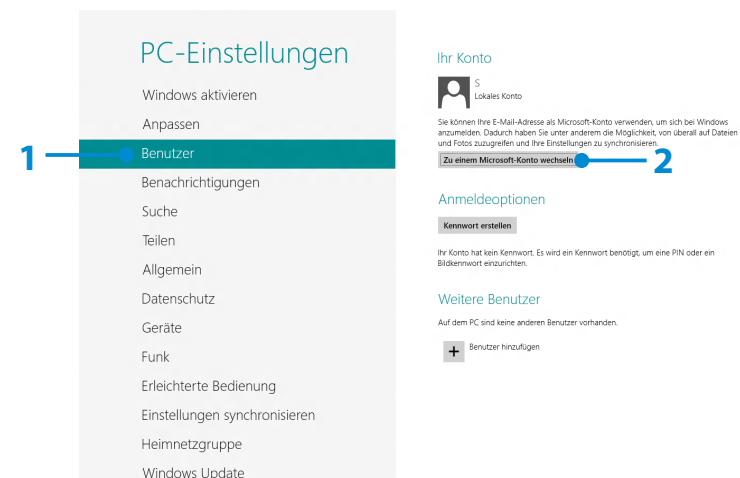 PC-Einstellungen
Windows aktivieren
Anpassen
1
Benutzer
Benachrichtigungen
Suche
Teilen
Allgemein
Datenschutz
Geräte
Funk
Erleichterte Bedienung
Einstellungen synchronisieren
Heimnetzgruppe
Windows Update
Ihr Konto
S
Lokales Konto
Sie können Ihre E-Mail-Adresse als Microsoft-Konto verwenden, um sich bei Windows
anzumelden. Dadurch haben Sie unter anderem die Möglichkeit, von überall auf Dateien
und Fotos zuzugreifen und Ihre Einstellungen zu synchronisieren.
Zu einem Microsoft-Konto wechseln
2
Anmeldeoptionen
Kennwort erstellen
Ihr Konto hat kein Kennwort. Es wird ein Kennwort benötigt, um eine PIN oder ein
Bildkennwort einzurichten.
Weitere Benutzer
Auf dem PC sind keine anderen Benutzer vorhanden.
+ Benutzer hinzufügen